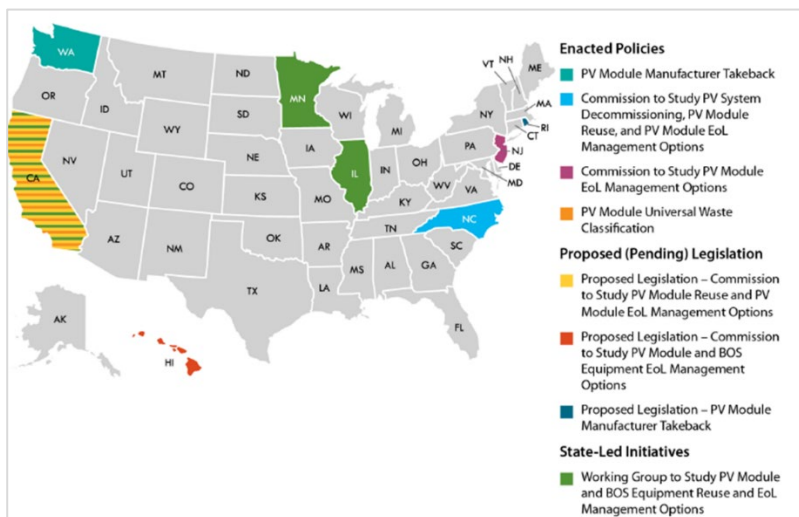 WA
MT
ND
MN
OR
ID
SD
WI
WY
MI
VT
NH
ME
NY
MA
RI
CT
NJ
DE
MD
PA
NE
IA
NV
UT
CO
IL
IN
OH
WV
VA
KS
MO
KY
CA
AZ
NM
OK
AR
TN
NC
SC
MS
AL
GA
TX
LA
FL
AK
HI
Enacted Policies
PV Module Manufacturer Takeback
Commission to Study PV System
Decommissioning, PV Module
Reuse, and PV Module EoL
Management Options
Commission to Study PV Module
EoL Management Options
PV Module Universal Waste
Classification
Proposed (Pending) Legislation
Proposed Legislation – Commission
to Study PV Module Reuse and PV
Module EoL Management Options
Proposed Legislation – Commission
to Study PV Module and BOS
Equipment EoL Management
Options
Proposed Legislation – PV Module
Manufacturer Takeback
State-Led Initiatives
Working Group to Study PV Module
and BOS Equipment Reuse and EoL
Management Options